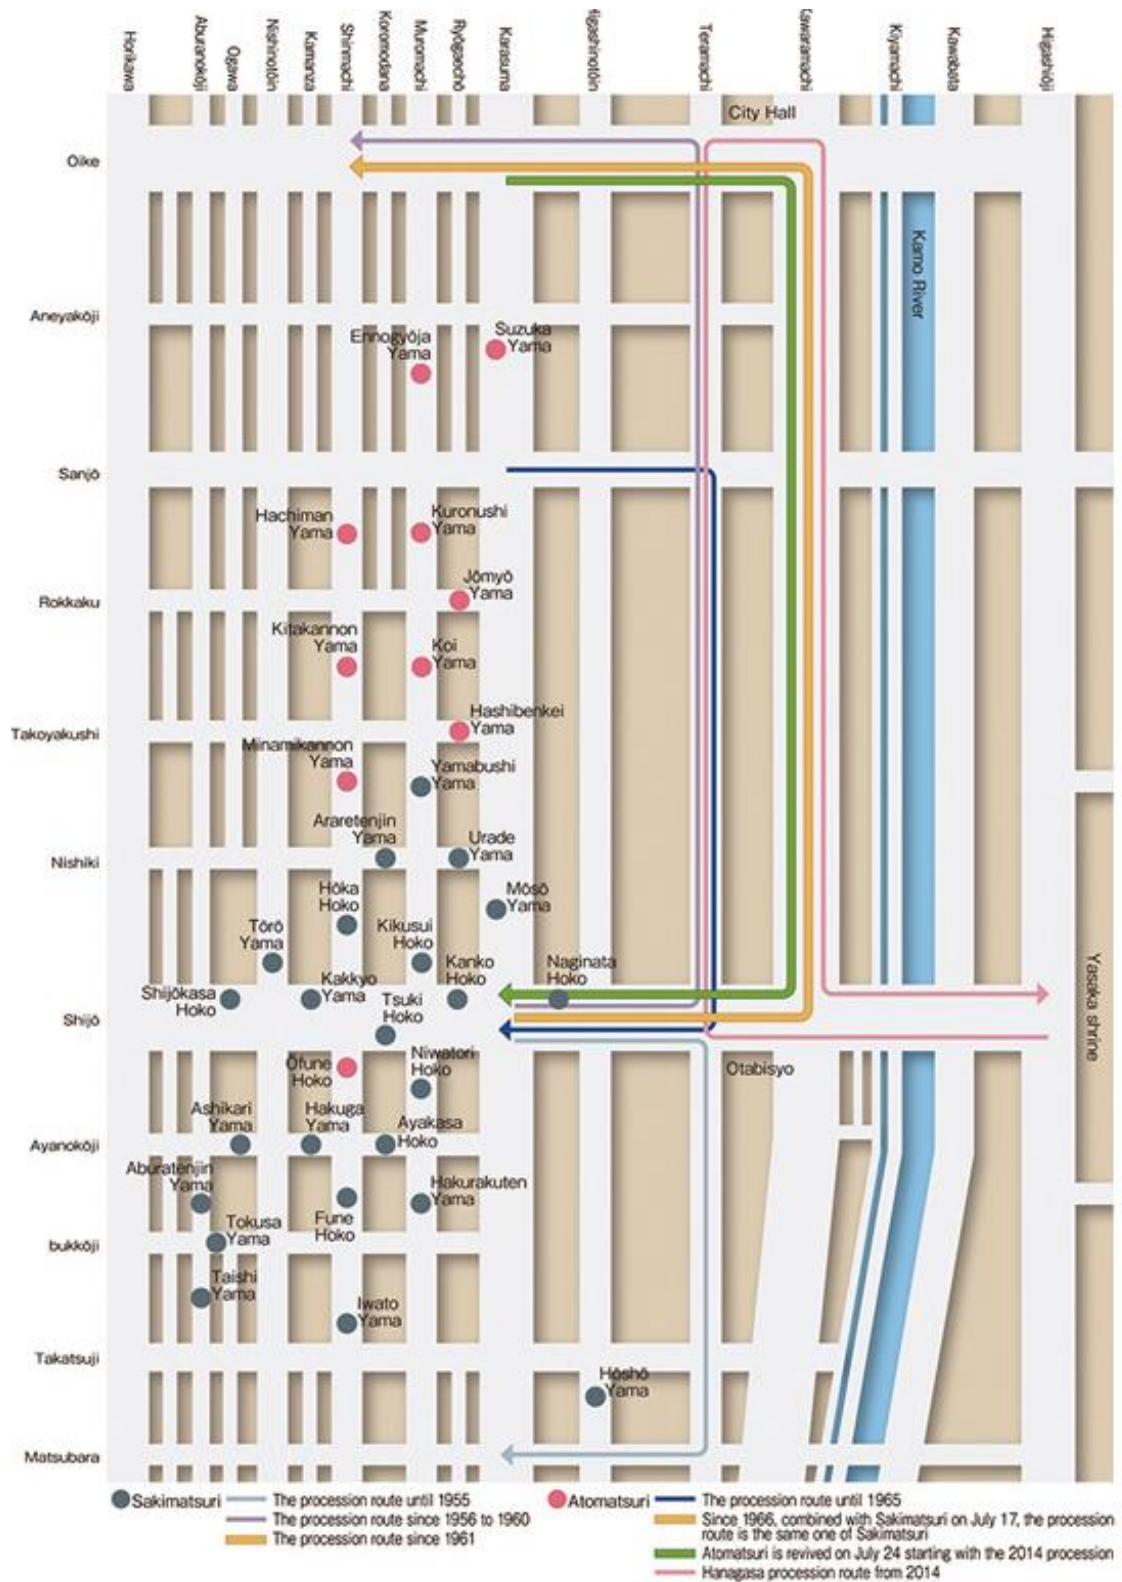 Horikawa
Aburanokōji
Ogawa
Nishinotōin
Kamanza
Shinmachi
Koromodana
Muromachi
Ryōgaechō
Karasuma
Higashinotōin
Teramachi
Kawaramachi
Kiyamachi
Kawabata
Higashiōji
City Hall
Oike
Kamo River
Aneyakōji
Ennogyōja
Yama
Suzuka
Yama
Sanjō
Hachiman
Yama
Kuronushi
Yama
Jōmyō
Yama
Rokkaku
Kitakannon
Yama
Koi
Yama
Hashibenkei
Yama
Takoyakushi
Minamikannon
Yama
Yamabushi
Yama
Araretenjin
Yama
Urade
Yama
Nishiki
Hōka
Hoko
Mōsō
Yama
Tōrō
Yama
Kikusui
Hoko
Kanko
Hoko
Naginata
Hoko
Shijōkasa
Hoko
Kakkyo
Yama
Tsuki
Hoko
Shijō
Yasaka shrine
Ōfune
Hoko
Niwatori
Hoko
Otabisyo
Ashikari
Yama
Hakuga
Yama
Ayakasa
Hoko
Ayanokōji
Aburatenjin
Yama
Hakurakuten
Yama
Tokusa
Yama
Fune
Hoko
bukkōji
Taishi
Yama
Iwato
Yama
Takatsuji
Hōshō
Yama
Matsubara
Sakimatsuri
The procession route until 1955
The procession route since 1956 to 1960
The procession route since 1961
Atomatsuri
The procession route until 1965
Since 1966, combined with Sakimatsuri on July 17, the procession
route is the same one of Sakimatsuri
Atomatsuri is revived on July 24 starting with the 2014 procession
Hanagasa procession route from 2014